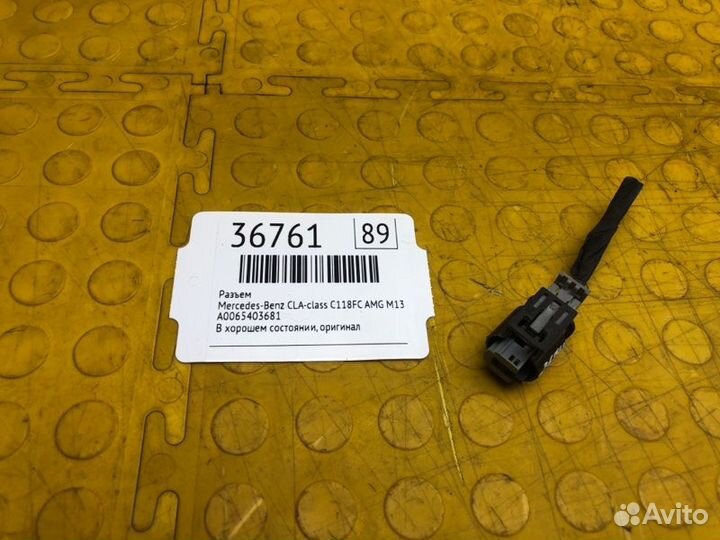 36761 89
Разъем
Mercedes-Benz CLA-class C118FC AMG M13
A0065403681
В хорошем состоянии, оригинал
Avito